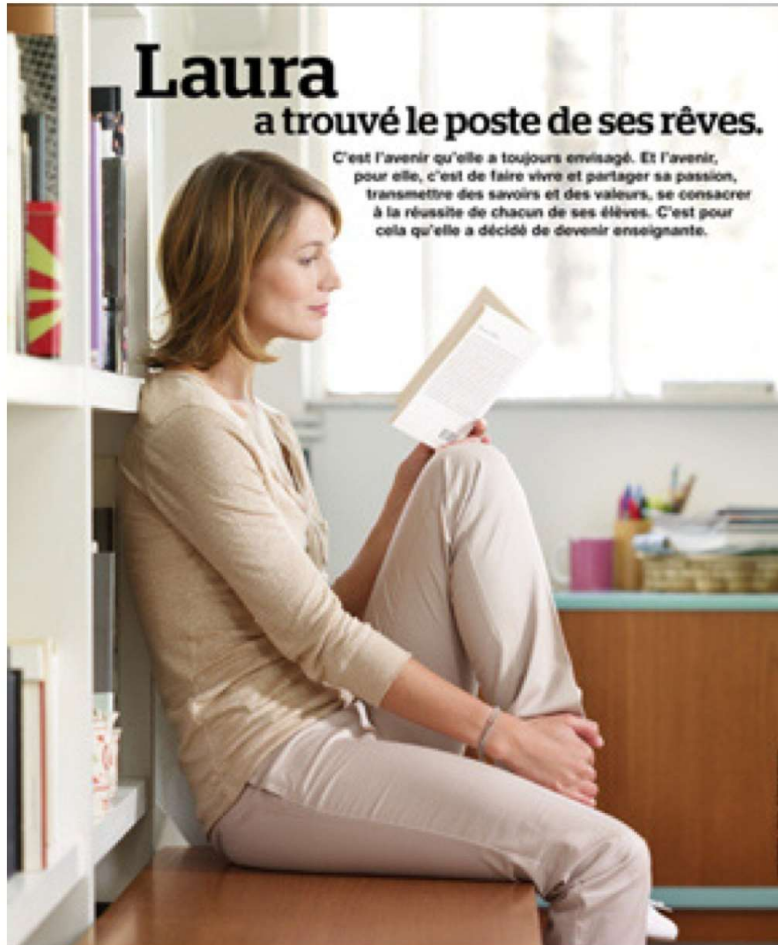 Laura
a trouvé le poste de ses rêves.
C'est l'avenir qu'elle a toujours envisagé. Et l'avenir,
pour elle, c'est de faire vivre et partager sa passion,
transmettre des savoirs et des valeurs, se consacrer
à la réussite de chacun de ses élèves. C'est pour
cela qu'elle a décidé de devenir enseignante.